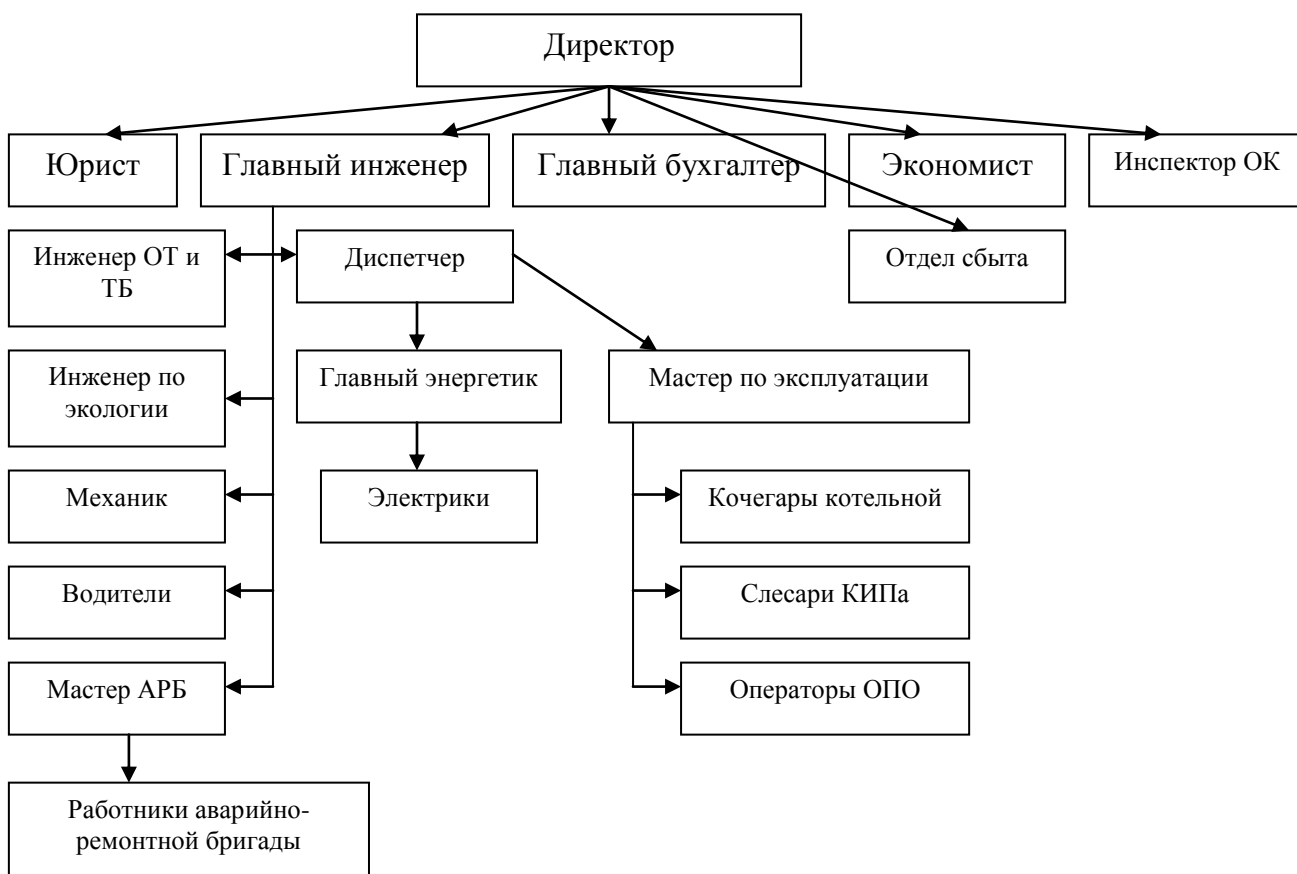 Директор
Юрист
Главный инженер
Главный бухгалтер
Экономист
Инспектор ОК
Инженер ОТ и
ТБ
Диспетчер
Отдел сбыта
Инженер по
экологии
Главный энергетик
Мастер по эксплуатации
Механик
Электрики
Кочегары котельной
Водители
Слесари КИПа
Мастер АРБ
Операторы ОПО
Работники аварийно-
ремонтной бригады